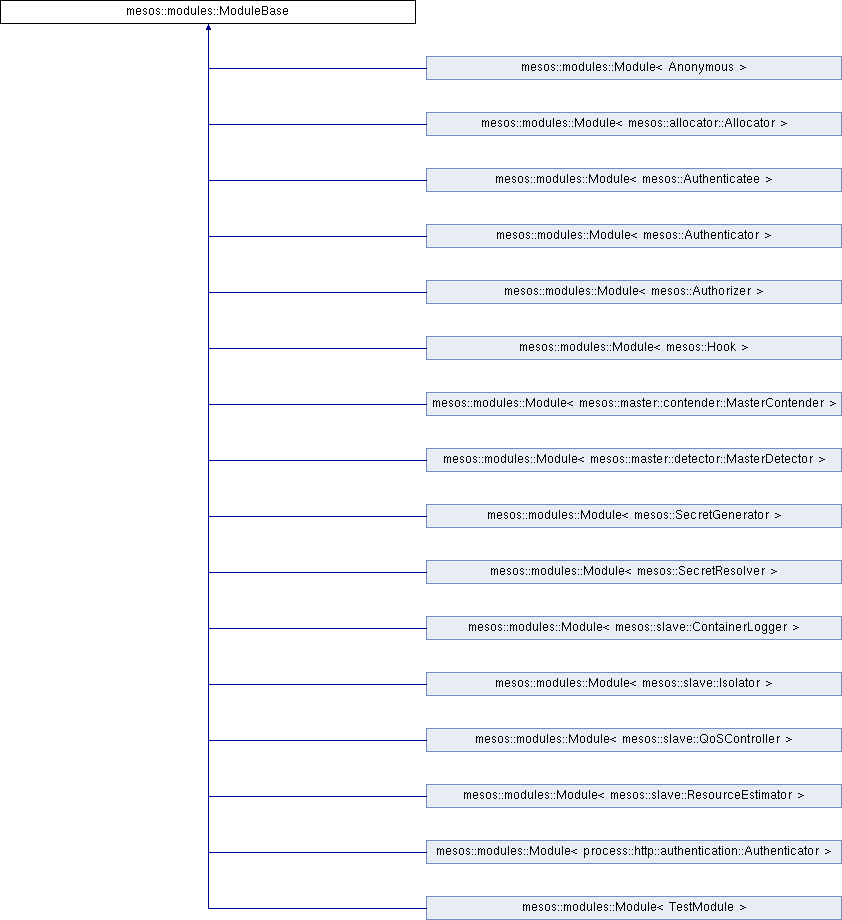 mesos::modules::ModuleBase
mesos::modules::Module< Anonymous >
mesos::modules::Module< mesos::allocator::Allocator >
mesos::modules::Module< mesos::Authenticatee >
mesos::modules::Module< mesos::Authenticator >
mesos::modules::Module< mesos::Authorizer >
mesos::modules::Module< mesos::Hook >
mesos::modules::Module< mesos::master::contender::MasterContender >
mesos::modules::Module< mesos::master::detector::MasterDetector >
mesos::modules::Module< mesos::SecretGenerator >
mesos::modules::Module< mesos::SecretResolver >
mesos::modules::Module< mesos::slave::ContainerLogger >
mesos::modules::Module< mesos::slave::Isolator >
mesos::modules::Module< mesos::slave::QoSController >
mesos::modules::Module< mesos::slave::ResourceEstimator >
mesos::modules::Module< process::http::authentication::Authenticator >
mesos::modules::Module< TestModule >